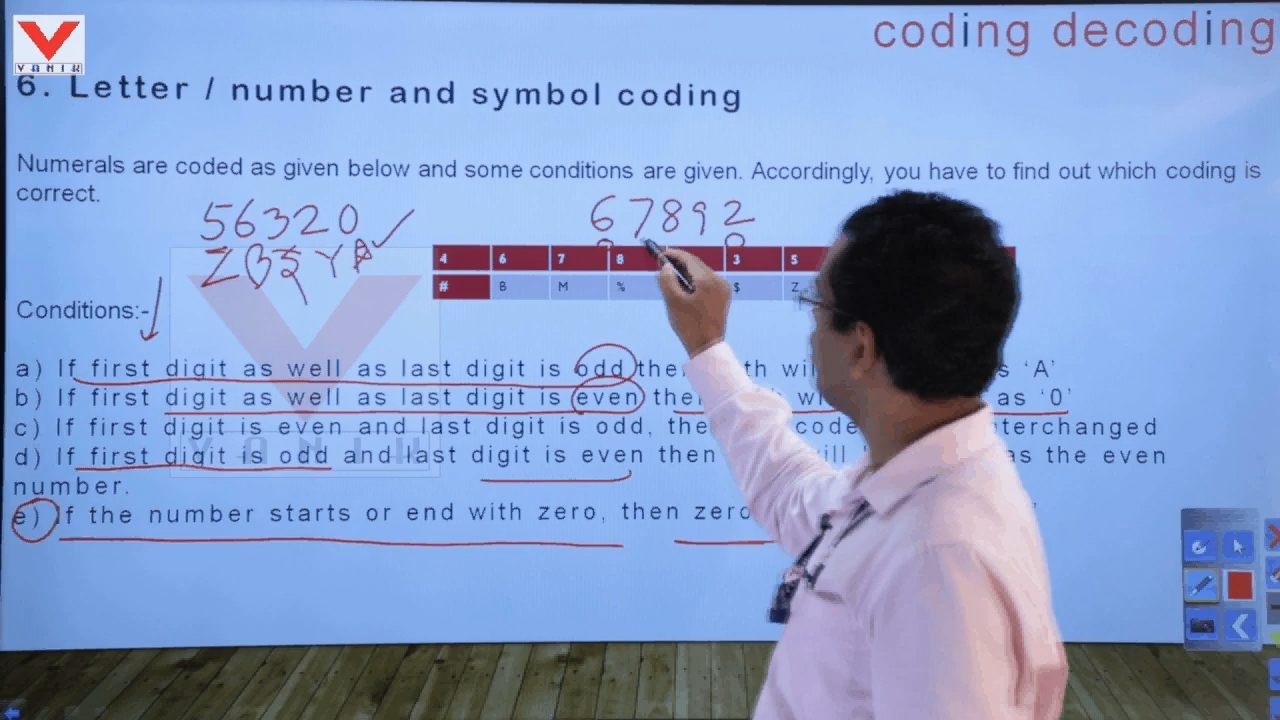 coding decoding
VANIK
6. Letter / number and symbol coding
Numerals are coded as given below and some conditions are given. Accordingly, you have to find out which coding is
correct.
56320 67892
4 6 7 8 3 5
# B M % $ Z
Conditions:-
a) If first digit as well as last digit is odd the 'A'
b) If first digit as well as last digit is even the as '0'
c) If first digit is even and last digit is odd, the code
d) If first digit is odd and last digit is even then as the even
number.
e) If the number starts or end with zero, then zero
VANIK